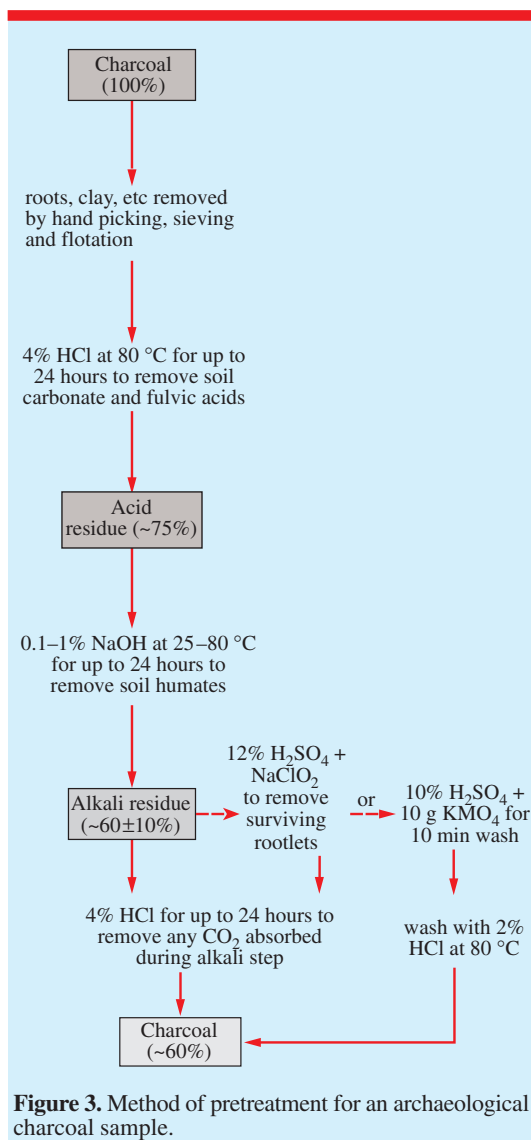 Charcoal
(100%)
roots, clay, etc removed
by hand picking, sieving
and flotation
4% HCl at 80 °C for up to
24 hours to remove soil
carbonate and fulvic acids
Acid
residue (~75%)
0.1–1% NaOH at 25–80 °C
for up to 24 hours to
remove soil humates
Alkali residue
(~60±10%)
12% H₂SO₄ +
NaClO₂
to remove
surviving
rootlets
or
10% H₂SO₄ +
10 g KMO₄ for
10 min wash
4% HCl for up to 24 hours to
remove any CO₂ absorbed
during alkali step
wash with 2%
HCl at 80 °C
Charcoal
(~60%)
Figure 3. Method of pretreatment for an archaeological
charcoal sample.